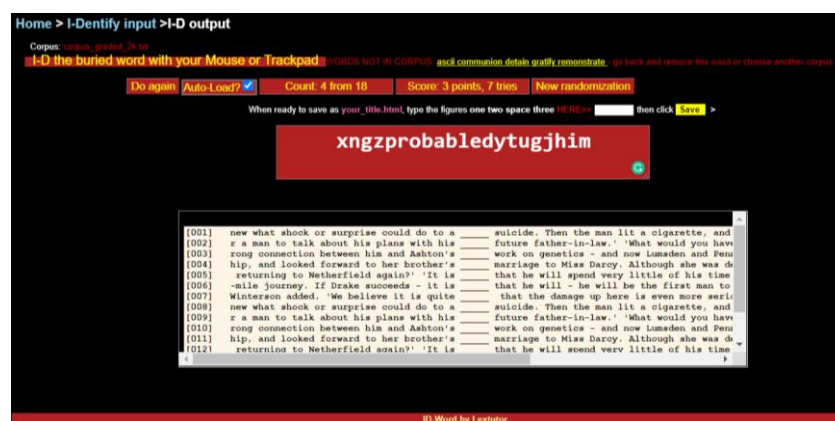 Home > I-Dentify input >I-D output
Corpus: corpus_graded_2k.txt
I-D the buried word with your Mouse or Trackpad WORDS NOT IN CORPUS: ascii communion detain gratify remonstrate - go back and remove this word or choose another corpus
Do again Auto-Load? Count: 4 from 18 Score: 3 points, 7 tries New randomization
When ready to save as your_title.html, type the figures one two space three HERE>> then click Save >
xngzprobabledytugjhim
[001] new what shock or surprise could do to a _____ suicide. Then the man lit a cigarette, and
[002] r a man to talk about his plans with his _____ future father-in-law.' 'What would you have
[003] rong connection between him and Ashton's _____ work on genetics - and now Lumsden and Penn
[004] hip, and looked forward to her brother's _____ marriage to Miss Darcy. Although she was de
[005] returning to Netherfield again?' 'It is _____ that he will spend very little of his time
[006] -mile journey. If Drake succeeds - it is _____ that he will - he will be the first man to
[007] Winterson added. 'We believe it is quite _____ that the damage up here is even more seri
[008] new what shock or surprise could do to a _____ suicide. Then the man lit a cigarette, and
[009] r a man to talk about his plans with his _____ future father-in-law.' 'What would you have
[010] rong connection between him and Ashton's _____ work on genetics - and now Lumsden and Penn
[011] hip, and looked forward to her brother's _____ marriage to Miss Darcy. Although she was de
[012] returning to Netherfield again?' 'It is _____ that he will spend very little of his time
ID Word by Lextutor